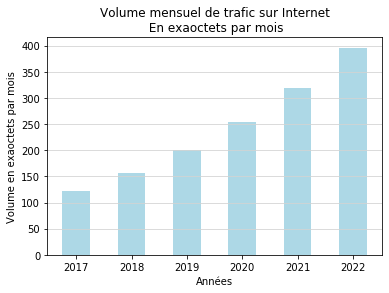 Volume mensuel de trafic sur Internet
En exaoctets par mois
Volume en exaoctets par mois
400
350
300
250
200
150
100
50
0
2017 2018 2019 2020 2021 2022
Années